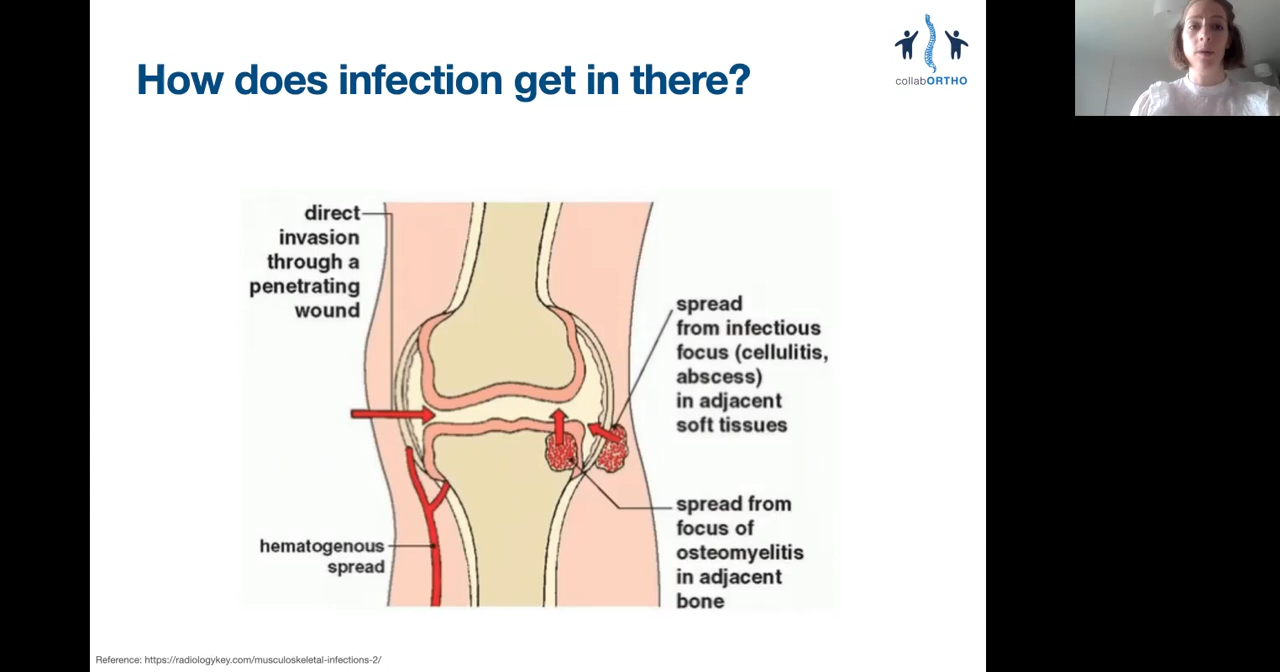 How does infection get in there?
collabORTHO
direct
invasion
through a
penetrating
wound
spread
from infectious
focus (cellulitis,
abscess)
in adjacent
soft tissues
hematogenous
spread
spread from
focus of
osteomyelitis
in adjacent
bone
Reference: https://radiologykey.com/musculoskeletal-infections-2/